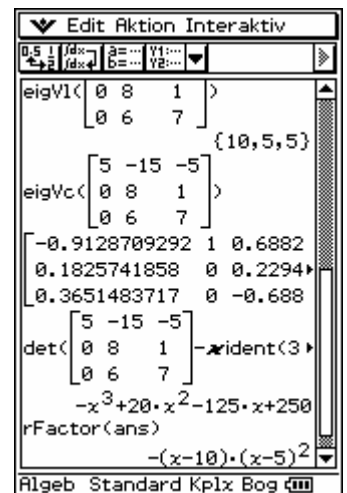 Edit Aktion Interaktiv
eigVl([0 8 1
0 6 7])
{10,5,5}
eigVc([5 -15 -5
0 8 1
0 6 7])
[-0.9128709292 1 0.6882
0.1825741858 0 0.2294▸
0.3651483717 0 -0.688
det([5 -15 -5
0 8 1
0 6 7]-xident(3▸
-x³+20·x²-125·x+250
rFactor(ans)
-(x-10)·(x-5)²
Algeb Standard Kplx Bog